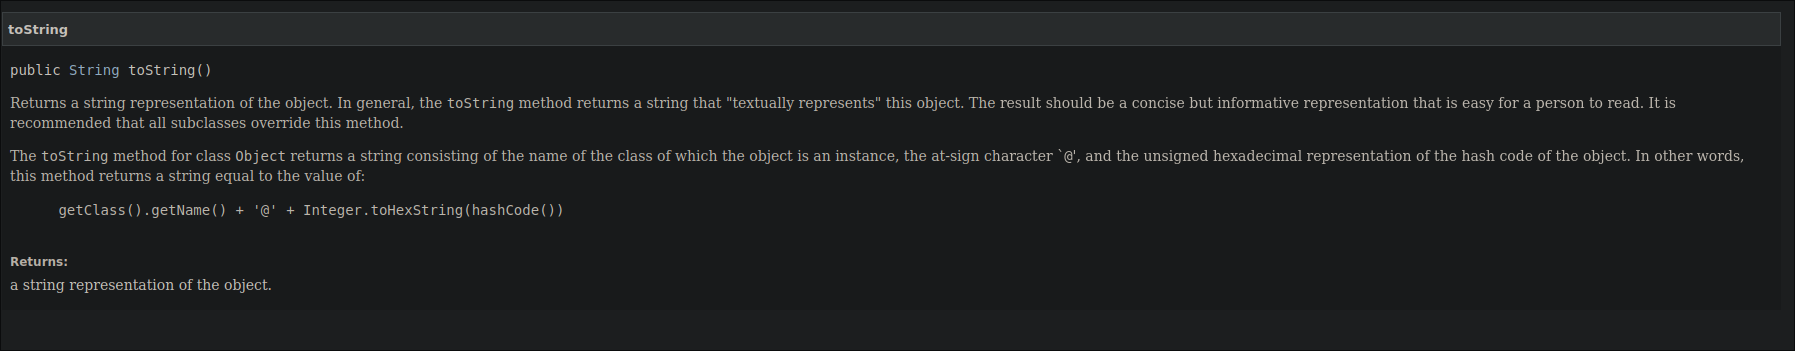 toString
public String toString()
Returns a string representation of the object. In general, the toString method returns a string that "textually represents" this object. The result should be a concise but informative representation that is easy for a person to read. It is
recommended that all subclasses override this method.
The toString method for class Object returns a string consisting of the name of the class of which the object is an instance, the at-sign character `@', and the unsigned hexadecimal representation of the hash code of the object. In other words,
this method returns a string equal to the value of:
getClass().getName() + '@' + Integer.toHexString(hashCode())
Returns:
a string representation of the object.